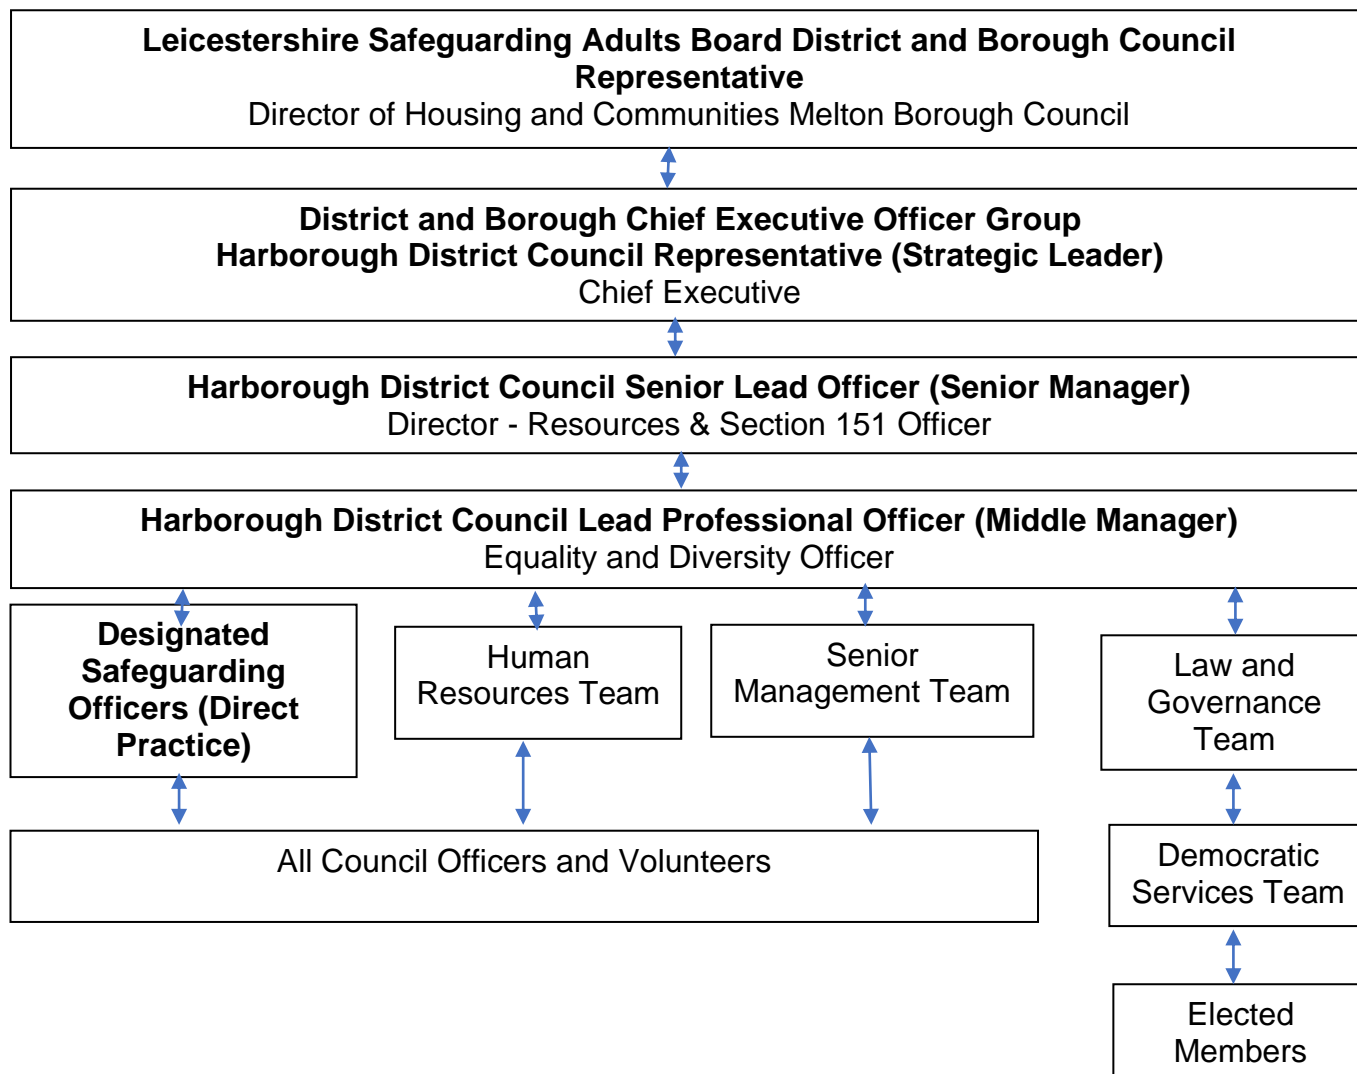 Leicestershire Safeguarding Adults Board District and Borough Council
Representative
Director of Housing and Communities Melton Borough Council
District and Borough Chief Executive Officer Group
Harborough District Council Representative (Strategic Leader)
Chief Executive
Harborough District Council Senior Lead Officer (Senior Manager)
Director - Resources & Section 151 Officer
Harborough District Council Lead Professional Officer (Middle Manager)
Equality and Diversity Officer
Designated
Safeguarding
Officers (Direct
Practice)
Human
Resources Team
Senior
Management Team
Law and
Governance
Team
All Council Officers and Volunteers
Democratic
Services Team
Elected
Members